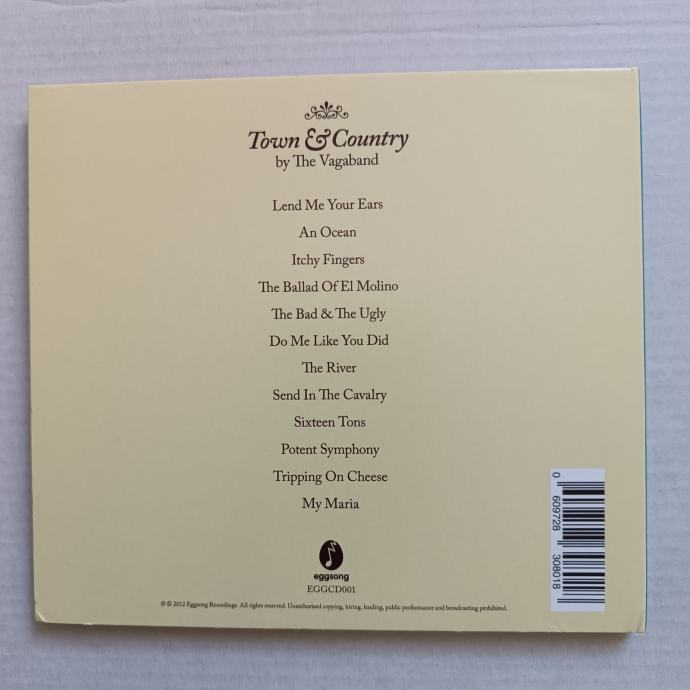 Town & Country
by The Vagaband
Lend Me Your Ears
An Ocean
Itchy Fingers
The Ballad Of El Molino
The Bad & The Ugly
Do Me Like You Did
The River
Send In The Cavalry
Sixteen Tons
Potent Symphony
Tripping On Cheese
My Maria
eggsong
EGGCD001
℗ © 2012 Eggsong Recordings. All rights reserved. Unauthorised copying, hiring, lending, public performance and broadcasting prohibited.
0 609728 308018